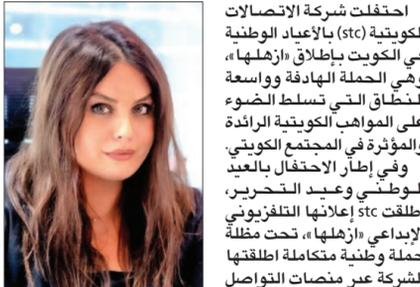 احتفلت شركة الاتصالات
الكويتية (stc) بالأعياد الوطنية
في الكويت بإطلاق «ازهلها»،
وهي الحملة الهادفة وواسعة
النطاق التي تسلط الضوء
على المواهب الكويتية الرائدة
والمؤثرة في المجتمع الكويتي.
وفي إطار الاحتفال بالعيد
الوطني وعيد التحرير،
أطلقت stc إعلانها التلفزيوني
الإبداعي «ازهلها»، تحت مظلة
حملة وطنية متكاملة اطلقتها
الشركة عبر منصات التواصل